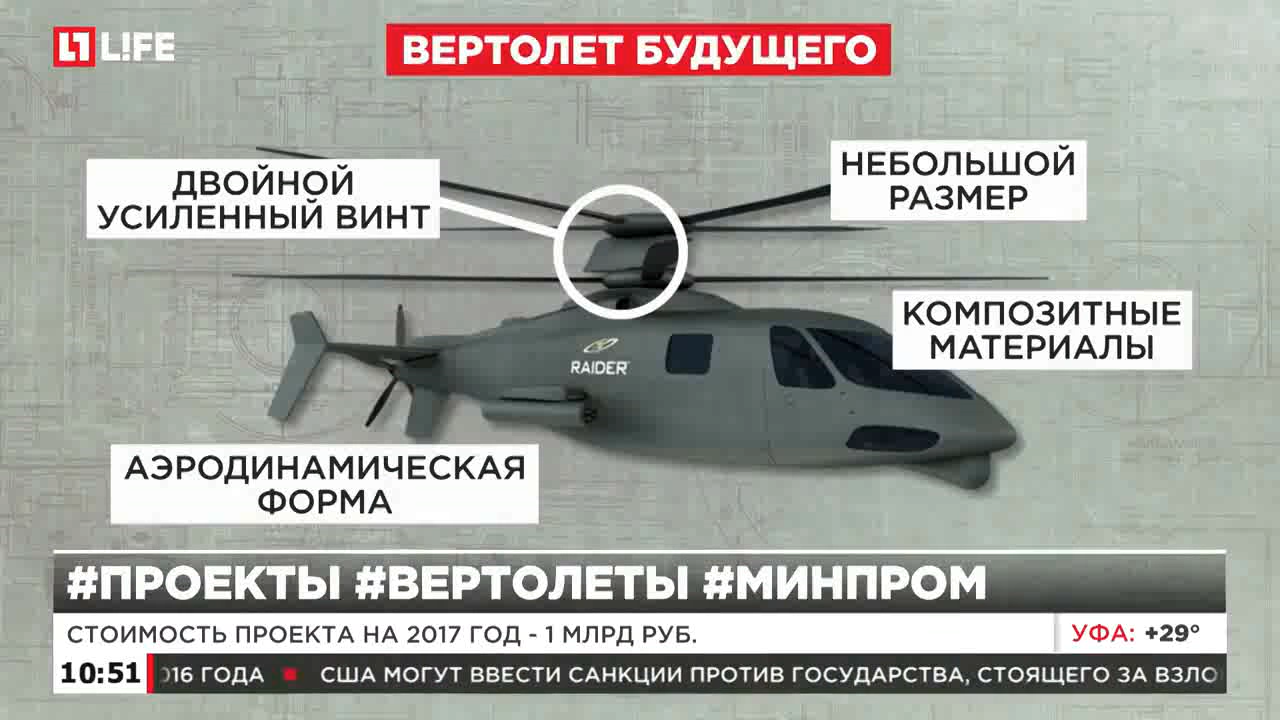 LIFE
ВЕРТОЛЕТ БУДУЩЕГО
ДВОЙНОЙ
УСИЛЕННЫЙ ВИНТ
НЕБОЛЬШОЙ
РАЗМЕР
КОМПОЗИТНЫЕ
МАТЕРИАЛЫ
RAIDER
АЭРОДИНАМИЧЕСКАЯ
ФОРМА
#ПРОЕКТЫ #ВЕРТОЛЕТЫ #МИНПРОМ
СТОИМОСТЬ ПРОЕКТА НА 2017 ГОД - 1 МЛРД РУБ.
УФА: +29°
10:51 016 ГОДА ■ США МОГУТ ВВЕСТИ САНКЦИИ ПРОТИВ ГОСУДАРСТВА, СТОЯЩЕГО ЗА ВЗЛО